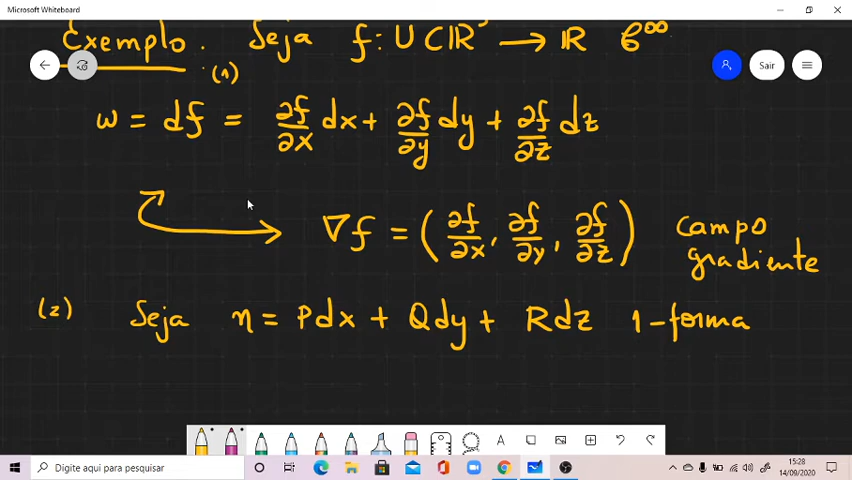 Microsoft Whiteboard
Exemplo. Seja f: U ⊂ ℝ³ → ℝ C^∞
(1)
ω = df = ∂f/∂x dx + ∂f/∂y dy + ∂f/∂z dz
∇f = (∂f/∂x, ∂f/∂y, ∂f/∂z) campo
gradiente
(2) Seja η = Pdx + Qdy + Rdz 1-forma
Sair
Digite aqui para pesquisar
15:28
14/09/2020